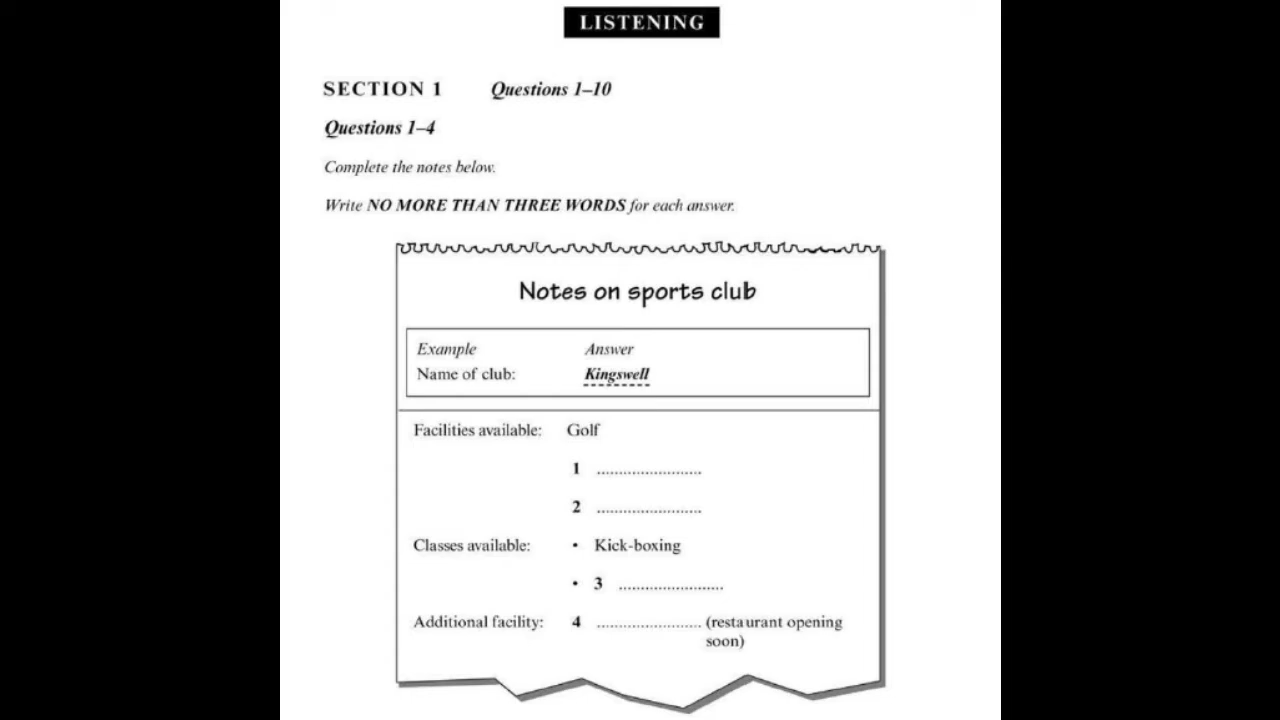 LISTENING
SECTION 1 Questions 1–10
Questions 1–4
Complete the notes below.
Write NO MORE THAN THREE WORDS for each answer.
Notes on sports club
Example Answer
Name of club: Kingswell
Facilities available: Golf
1 ........................
2 ........................
Classes available: • Kick-boxing
• 3 ........................
Additional facility: 4 ........................ (restaurant opening
soon)